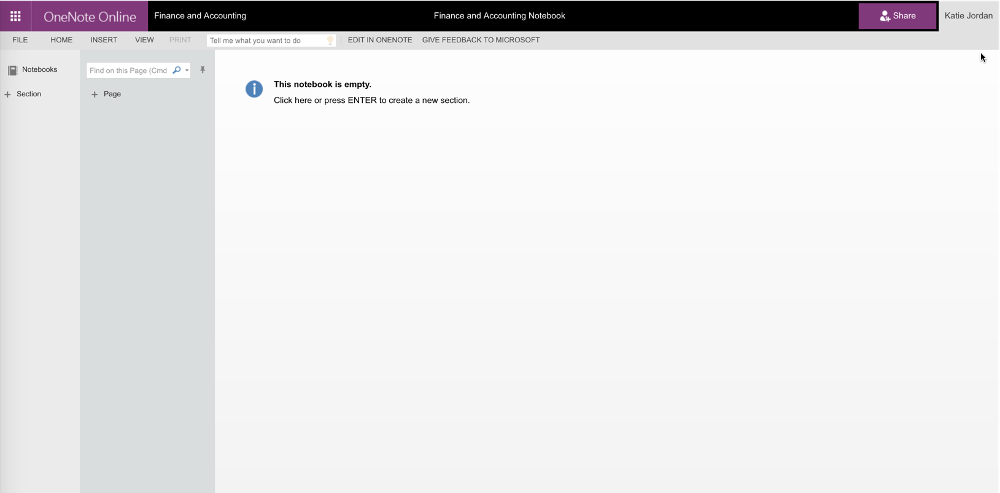 OneNote Online
Finance and Accounting
Finance and Accounting Notebook
Share
Katie Jordan
FILE HOME INSERT VIEW PRINT Tell me what you want to do EDIT IN ONENOTE GIVE FEEDBACK TO MICROSOFT
Notebooks
Section
Find on this Page (Cmd
Page
This notebook is empty.
Click here or press ENTER to create a new section.